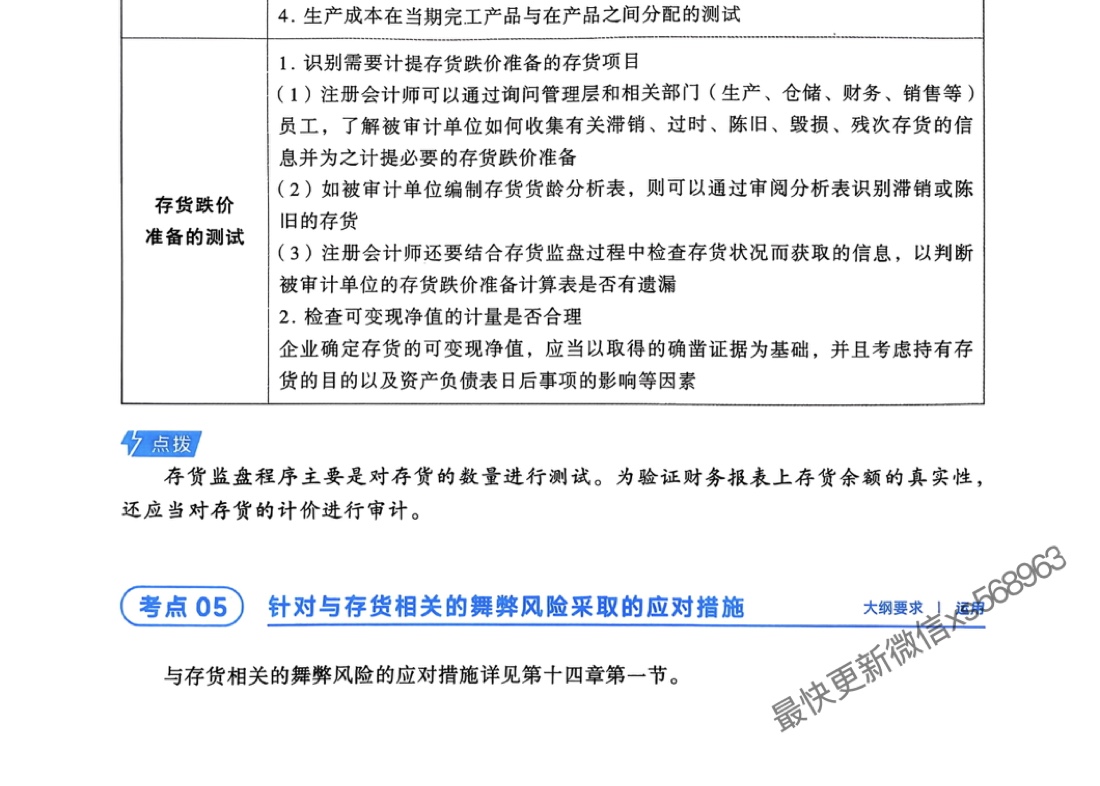 4. 生产成本在当期完工产品与在产品之间分配的测试
存货跌价
准备的测试
1. 识别需要计提存货跌价准备的存货项目
（1）注册会计师可以通过询问管理层和相关部门（生产、仓储、财务、销售等）
员工，了解被审计单位如何收集有关滞销、过时、陈旧、毁损、残次存货的信
息并为之计提必要的存货跌价准备
（2）如被审计单位编制存货货龄分析表，则可以通过审阅分析表识别滞销或陈
旧的存货
（3）注册会计师还要结合存货监盘过程中检查存货状况而获取的信息，以判断
被审计单位的存货跌价准备计算表是否有遗漏
2. 检查可变现净值的计量是否合理
企业确定存货的可变现净值，应当以取得的确凿证据为基础，并且考虑持有存
货的目的以及资产负债表日后事项的影响等因素
点拨
存货监盘程序主要是对存货的数量进行测试。为验证财务报表上存货余额的真实性，
还应当对存货的计价进行审计。
考点 05 针对与存货相关的舞弊风险采取的应对措施 大纲要求 | 运用
与存货相关的舞弊风险的应对措施详见第十四章第一节。
最快更新微信xs568963